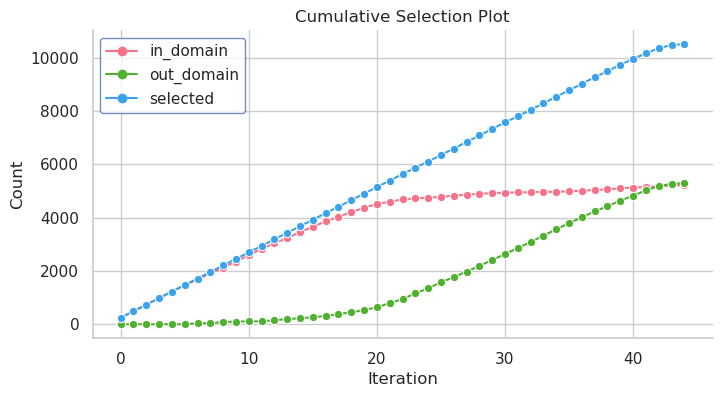 Cumulative Selection Plot
in_domain
out_domain
selected
Count
10000
8000
6000
4000
2000
0
0 10 20 30 40
Iteration